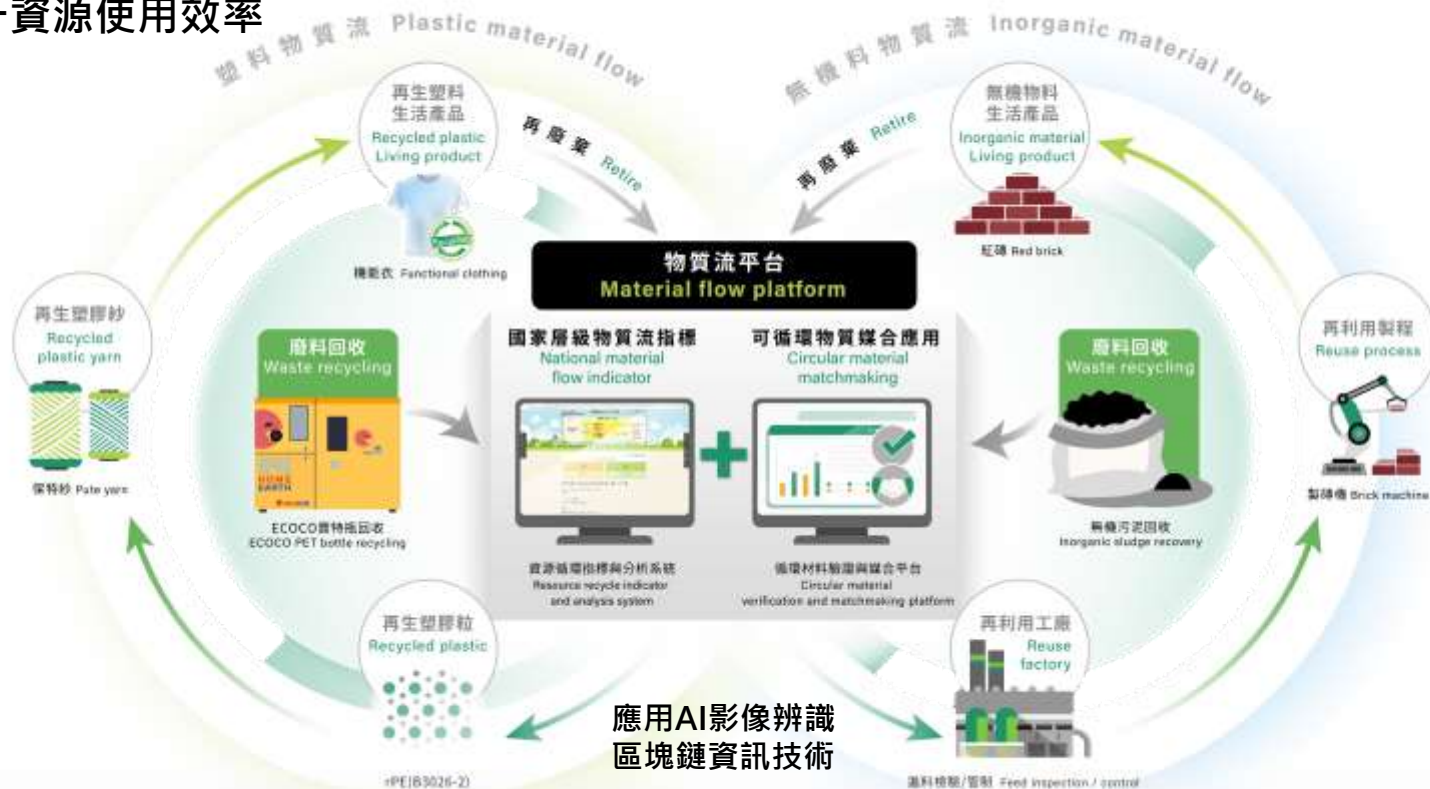 資源使用效率
塑料物質流 Plastic material flow
無機料物質流 Inorganic material flow
再生塑料
生活產品
Recycled plastic
Living product
再廢棄 Retire
機能衣 Functional clothing
無機物料
生活產品
Inorganic material
Living product
再廢棄 Retire
紅磚 Red brick
物質流平台
Material flow platform
再生塑膠紗
Recycled
plastic yarn
保特紗 Pate yarn
廢料回收
Waste recycling
HOME
EARTH
ECOCO寶特瓶回收
ECOCO PET bottle recycling
國家層級物質流指標
National material
flow indicator
資源循環指標與分析系統
Resource recycle indicator
and analysis system
可循環物質媒合應用
Circular material
matchmaking
循環材料驗證與媒合平台
Circular material
verification and matchmaking platform
廢料回收
Waste recycling
無機污泥回收
Inorganic sludge recovery
再利用製程
Reuse process
製磚機 Brick machine
再生塑膠粒
Recycled plastic
rPE(B3026-2)
應用AI影像辨識
區塊鏈資訊技術
再利用工廠
Reuse
factory
進料檢驗/管制 Feed inspection / control